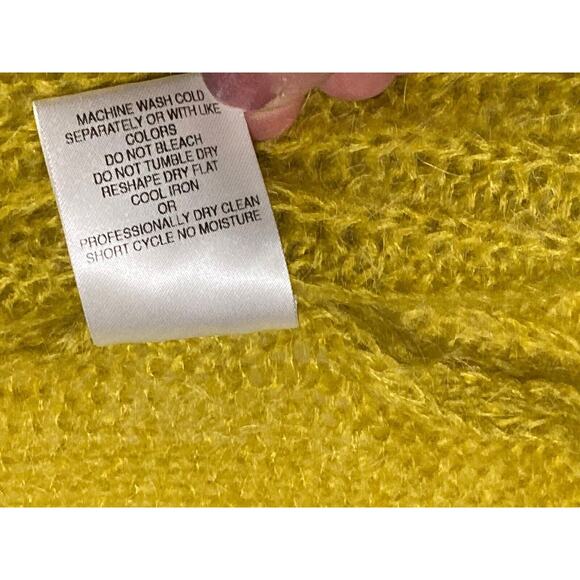 MACHINE WASH COLD
SEPARATELY OR WITH LIKE
COLORS
DO NOT BLEACH
DO NOT TUMBLE DRY
RESHAPE DRY FLAT
COOL IRON
OR
PROFESSIONALLY DRY CLEAN
SHORT CYCLE NO MOISTURE